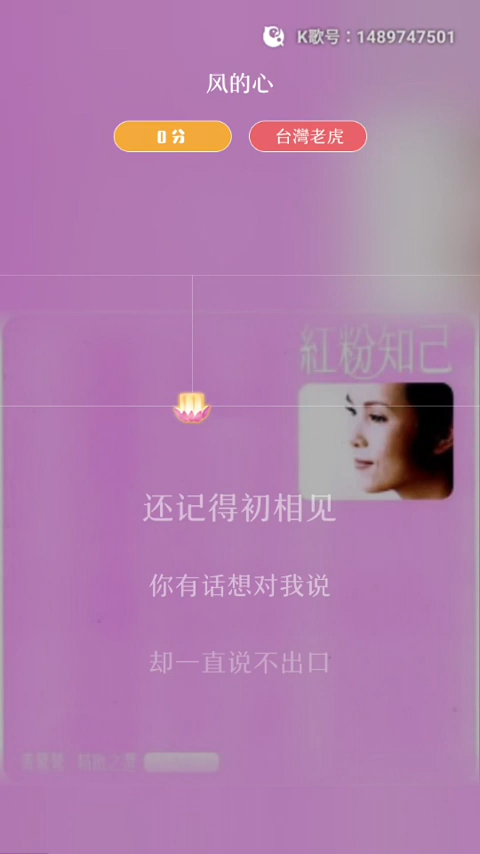 K歌号：1489747501
风的心
0分
台灣老虎
紅粉知己
还记得初相见
你有话想对我说
却一直说不出口